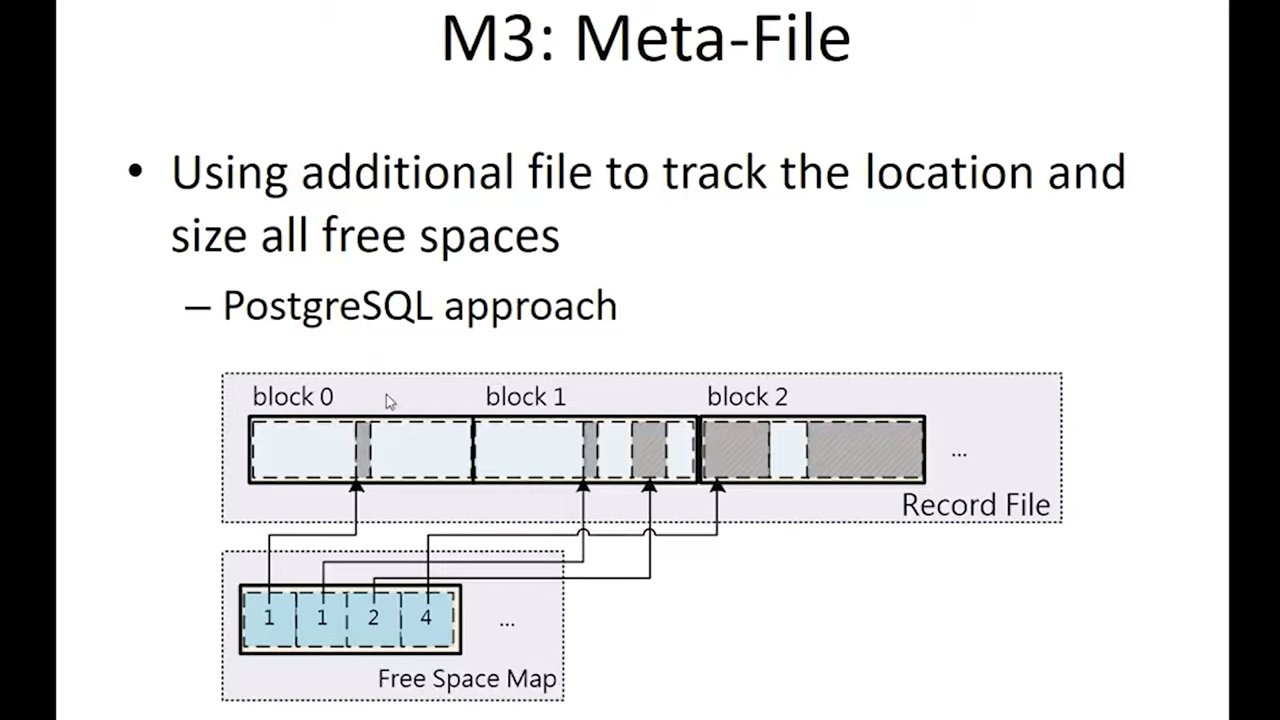 M3: Meta-File
• Using additional file to track the location and
size all free spaces
– PostgreSQL approach
block 0
block 1
block 2
...
Record File
1
1
2
4
...
Free Space Map